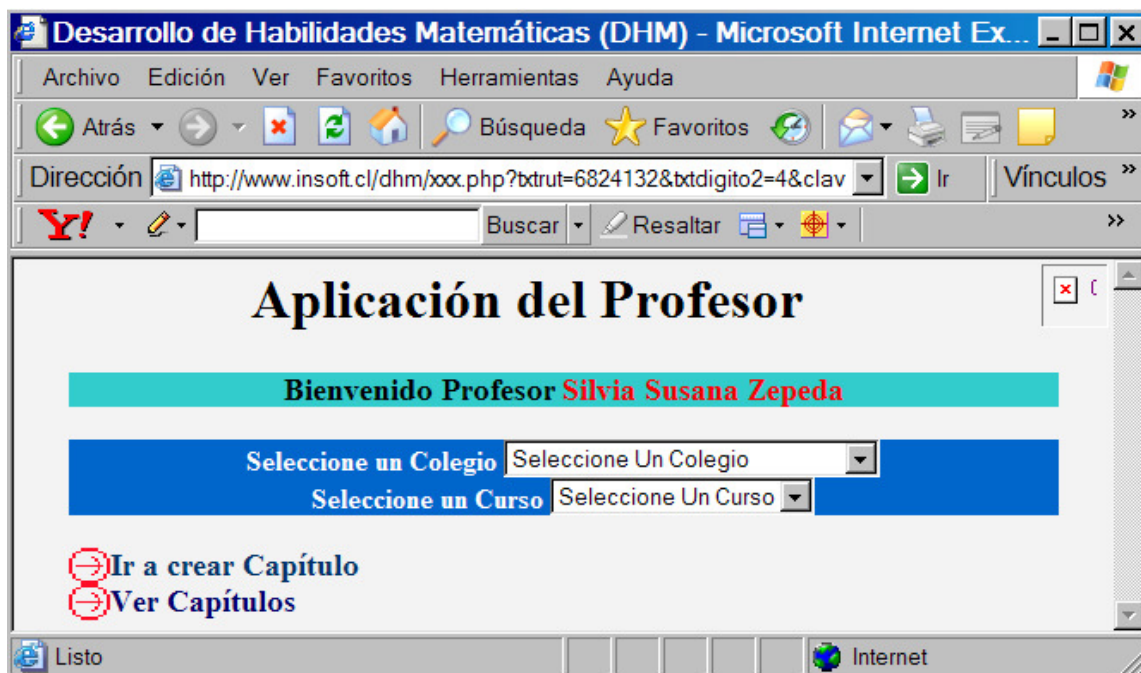 Desarrollo de Habilidades Matemáticas (DHM) - Microsoft Internet Ex...
Archivo Edición Ver Favoritos Herramientas Ayuda
Atrás Búsqueda Favoritos »
Dirección http://www.insoft.cl/dhm/xxx.php?txtrut=6824132&txtdigito2=4&clav Ir Vínculos »
Y! Buscar Resaltar »
Aplicación del Profesor
Bienvenido Profesor Silvia Susana Zepeda
Seleccione un Colegio Seleccione Un Colegio
Seleccione un Curso Seleccione Un Curso
Ir a crear Capítulo
Ver Capítulos
Listo Internet